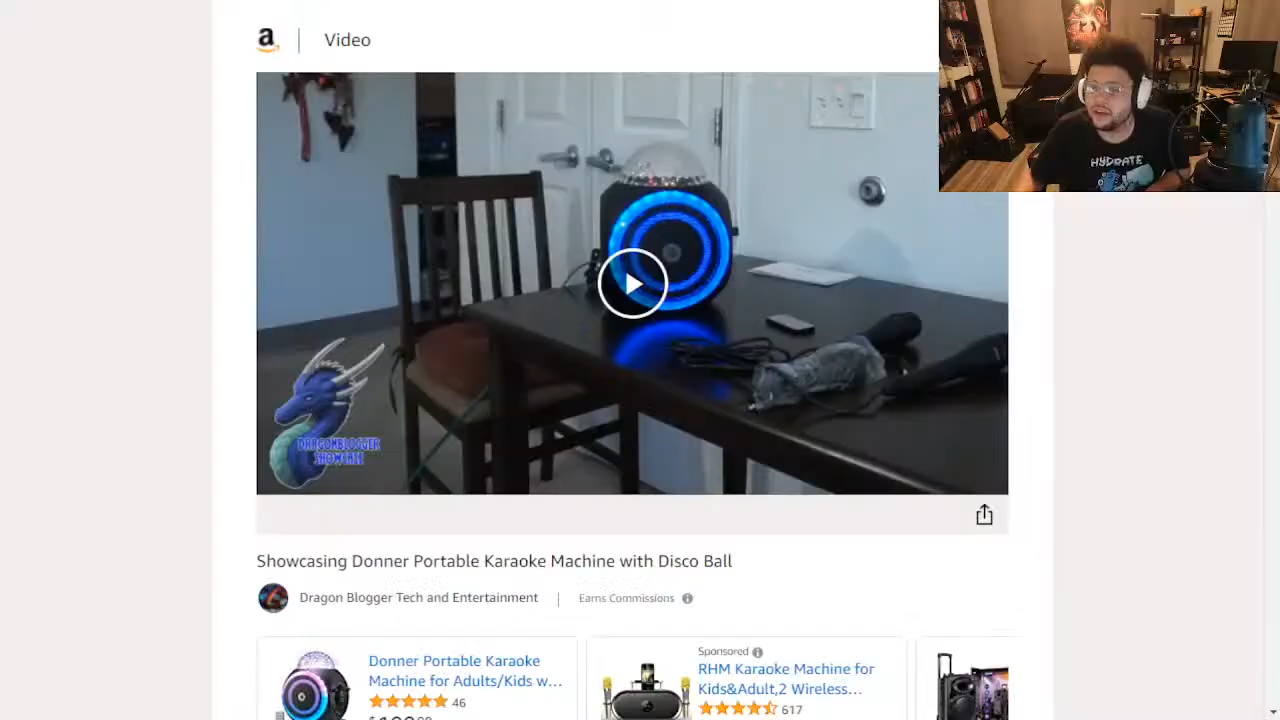 a
Video
HYDRATE
DRAGONBLOGGER
SHOWCASE
Showcasing Donner Portable Karaoke Machine with Disco Ball
Dragon Blogger Tech and Entertainment
Earns Commissions
Donner Portable Karaoke
Machine for Adults/Kids w...
46
Sponsored
RHM Karaoke Machine for
Kids&Adult,2 Wireless...
617